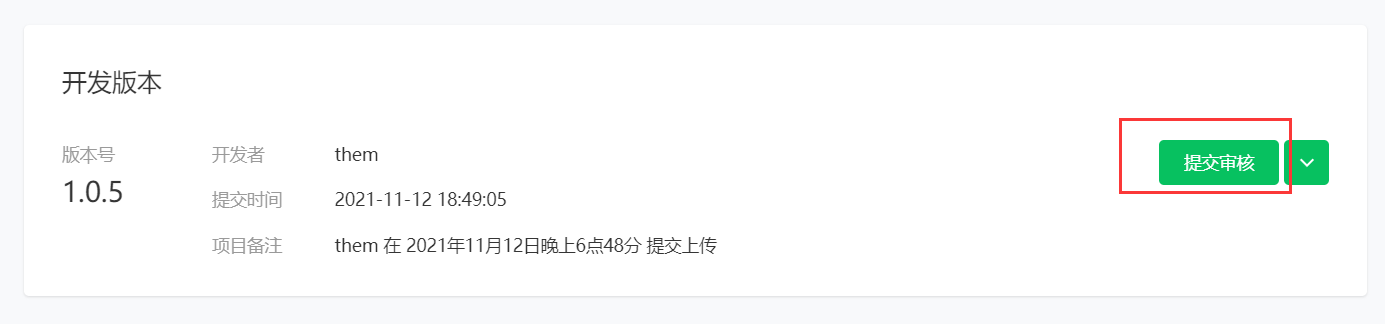 开发版本
版本号
1.0.5
开发者 them
提交时间 2021-11-12 18:49:05
项目备注 them 在 2021年11月12日晚上6点48分 提交上传
提交审核